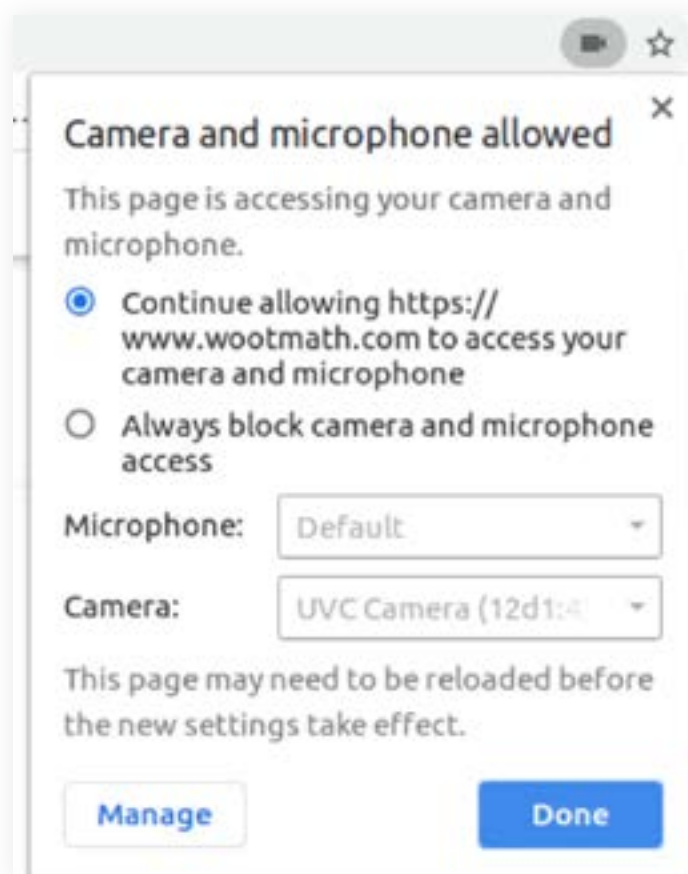 Camera and microphone allowed
This page is accessing your camera and
microphone.
Continue allowing https://
www.wootmath.com to access your
camera and microphone
Always block camera and microphone
access
Microphone: Default
Camera: UVC Camera (12d1:4
This page may need to be reloaded before
the new settings take effect.
Manage Done